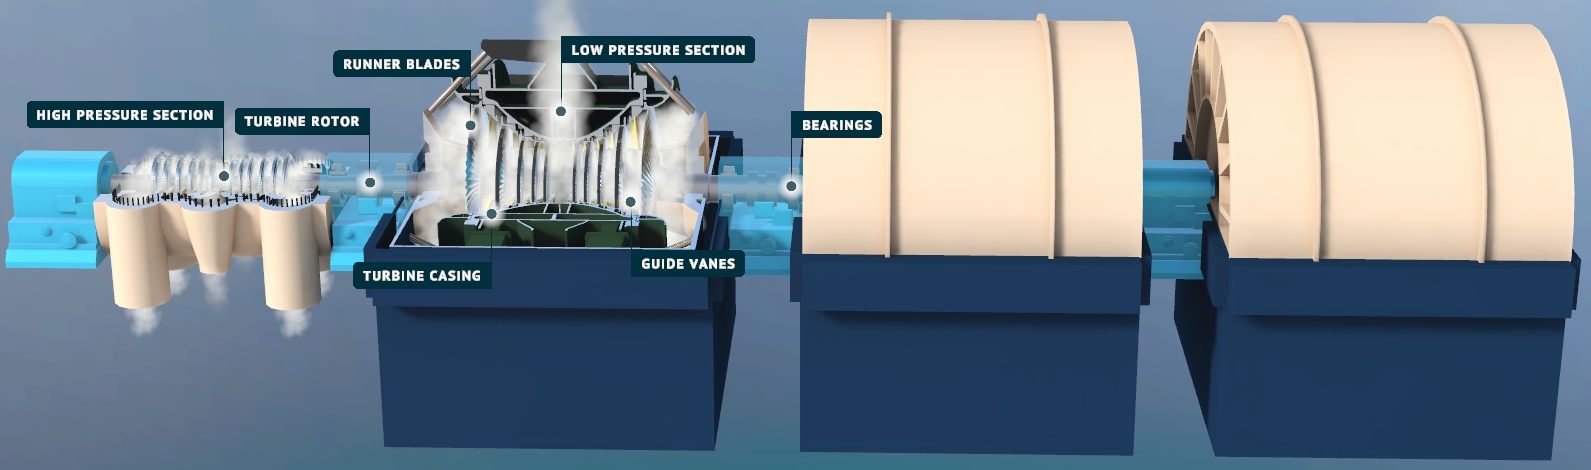 LOW PRESSURE SECTION
RUNNER BLADES
HIGH PRESSURE SECTION
TURBINE ROTOR
BEARINGS
TURBINE CASING
GUIDE VANES